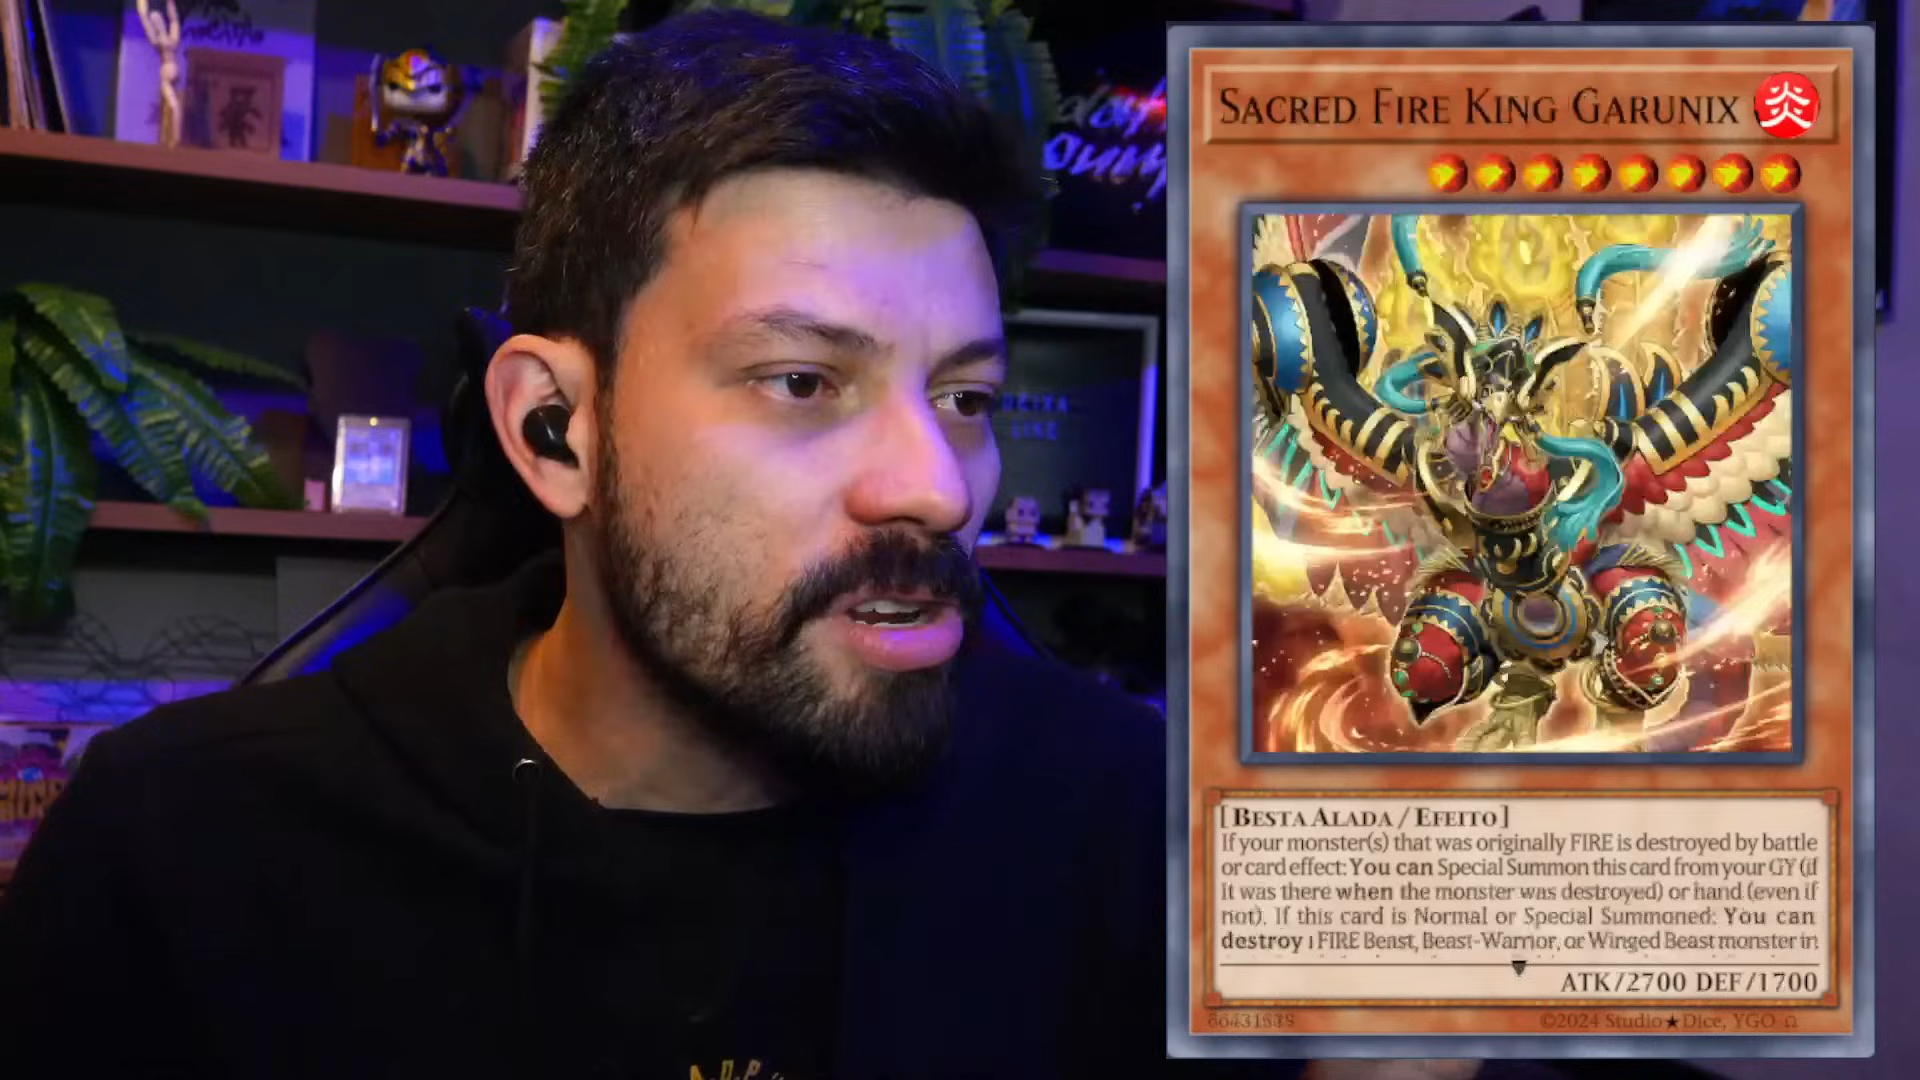 SACRED FIRE KING GARUNIX
炎
[BESTA ALADA / EFEITO]
If your monster(s) that was originally FIRE is destroyed by battle
or card effect: You can Special Summon this card from your GY (if
it was there when the monster was destroyed) or hand (even if
not). If this card is Normal or Special Summoned: You can
destroy 1 FIRE Beast, Beast-Warrior, or Winged Beast monster in
ATK/2700 DEF/1700
©2024 Studio★Dice, YGO Ω